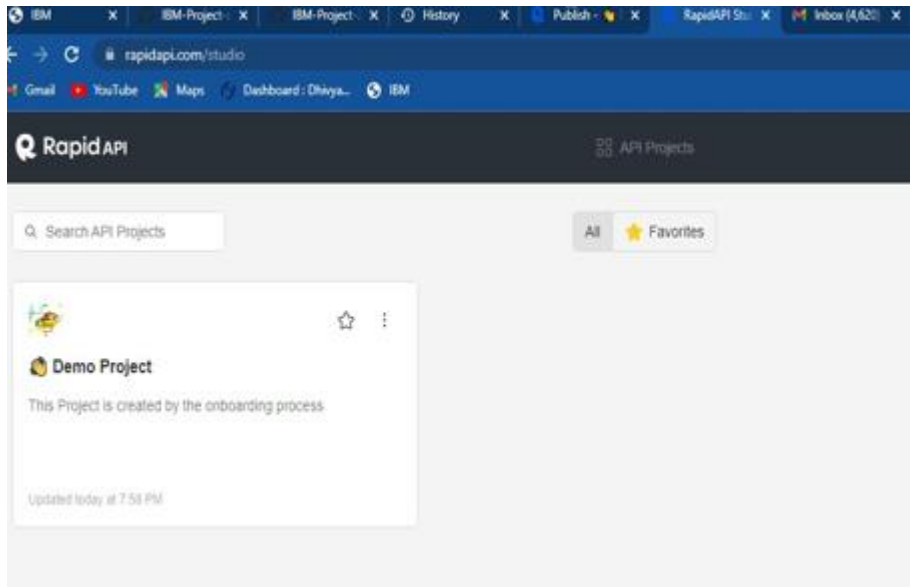 IBM IBM-Project IBM-Project History Publish - RapidAPI Stu Inbox (4,620)
rapidapi.com/studio
Gmail YouTube Maps Dashboard : Dhivya... IBM
Rapid API API Projects
Search API Projects All Favorites
Demo Project
This Project is created by the onboarding process
Updated today at 7:58 PM